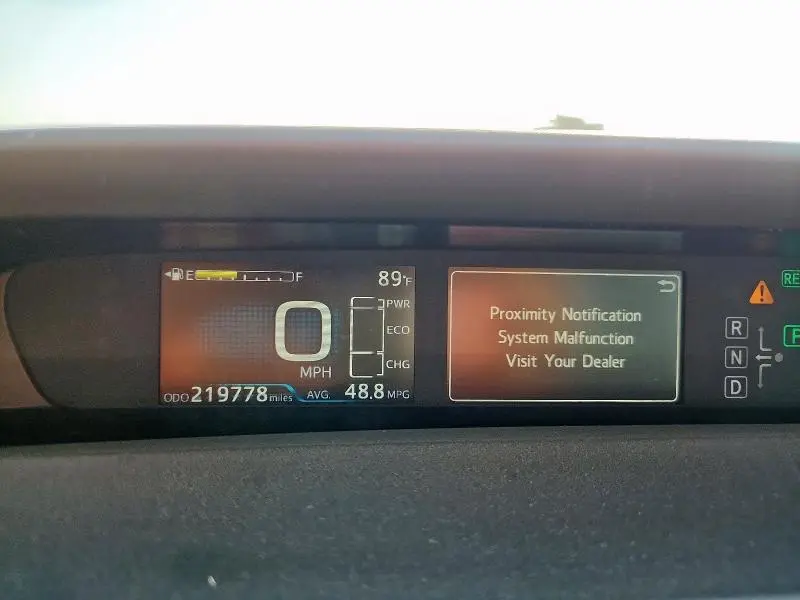 E F
89°F
0
MPH
PWR
ECO
CHG
ODO 219778 miles AVG. 48.8 MPG
Proximity Notification
System Malfunction
Visit Your Dealer
R
N
D
P